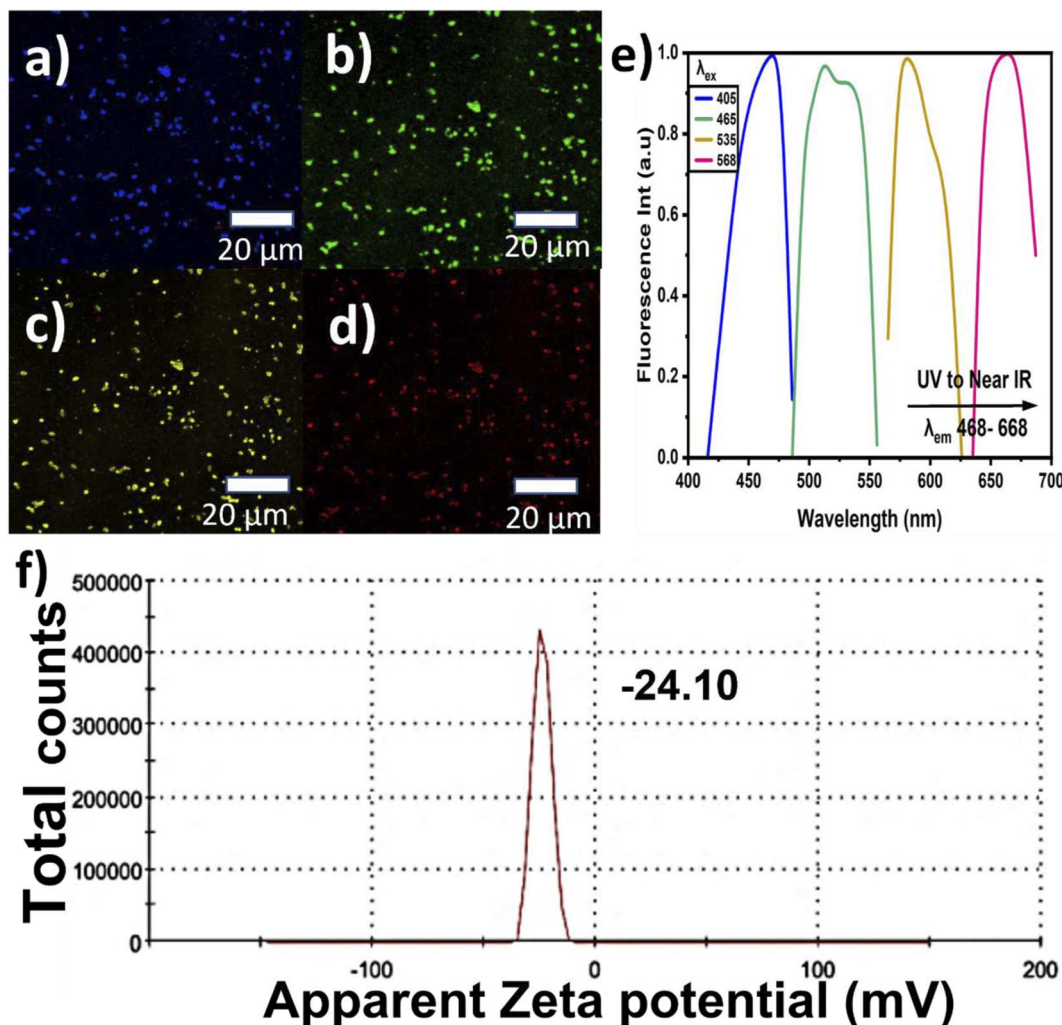 a)
20 µm
b)
20 µm
c)
20 µm
d)
20 µm
e)
λex
405
465
535
568
Fluorescence Int (a.u)
1.0
0.8
0.6
0.4
0.2
0.0
UV to Near IR
λem 468- 668
400 450 500 550 600 650 700
Wavelength (nm)
f)
Total counts
500000
400000
300000
200000
100000
0
-24.10
-100 0 100 200
Apparent Zeta potential (mV)